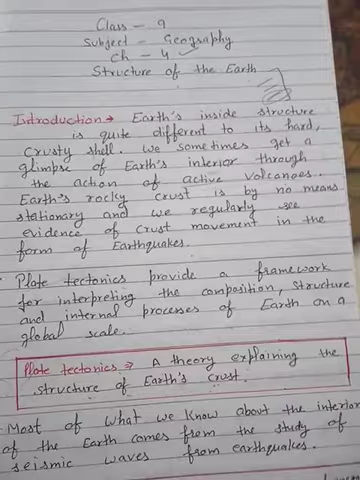 Class - 9
Subject - Geography
Ch - 4
Structure of the Earth
Introduction → Earth's inside structure
is quite different to its hard,
crusty shell. We sometimes get a
glimpse of Earth's interior through
the action of active volcanoes.
Earth's rocky crust is by no means
stationary and we regularly see
evidence of crust movement in the
form of Earthquakes.
Plate tectonics provide a framework
for interpreting the composition, structure
and internal processes of Earth on a
global scale.
Plate tectonics → A theory explaining the
structure of Earth's crust.
Most of what we know about the interior
of the Earth comes from the study of
seismic waves from earthquakes.